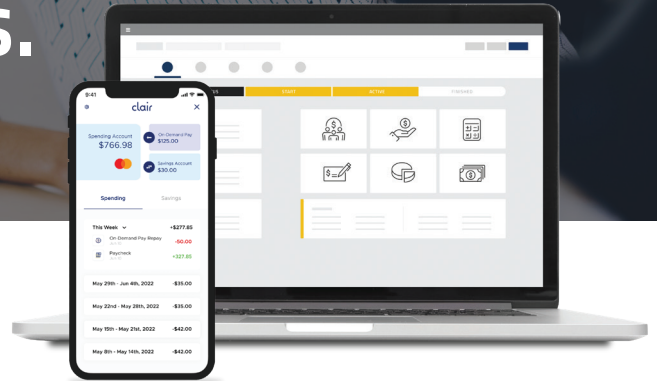 S.
START
ACTIVE
FINISHED
9:41
clair
Spending Account
$766.98
On-Demand Pay
$125.00
Savings Account
$30.00
Spending
Savings
This Week
+$277.85
On-Demand Pay Repay
-50.00
Paycheck
+327.85
May 29th - Jun 4th, 2022
-$35.00
May 22nd - May 28th, 2022
-$35.00
May 15th - May 21st, 2022
-$42.00
May 8th - May 14th, 2022
-$42.00